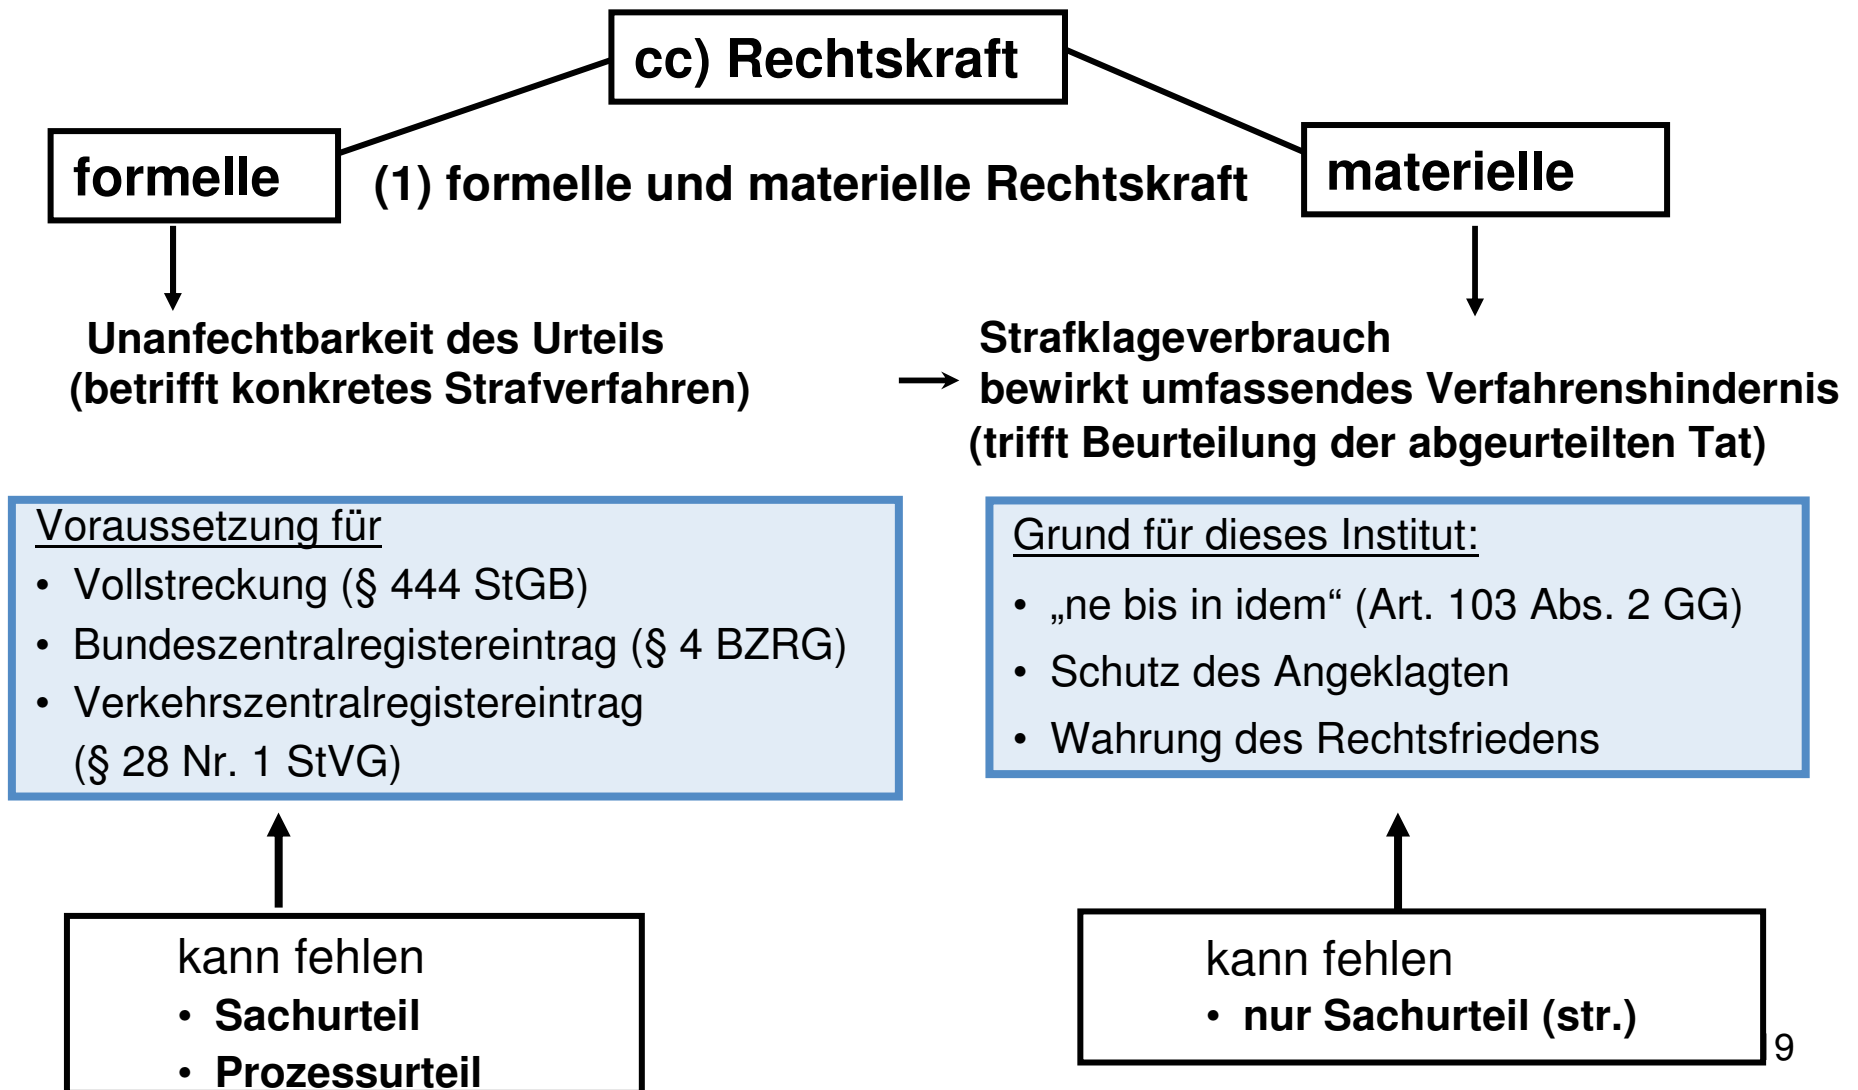 cc) Rechtskraft
formelle
(1) formelle und materielle Rechtskraft
materielle
Unanfechtbarkeit des Urteils
(betrifft konkretes Strafverfahren)
Strafklageverbrauch
bewirkt umfassendes Verfahrenshindernis
(trifft Beurteilung der abgeurteilten Tat)
Voraussetzung für
• Vollstreckung (§ 444 StGB)
• Bundeszentralregistereintrag (§ 4 BZRG)
• Verkehrszentralregistereintrag
(§ 28 Nr. 1 StVG)
Grund für dieses Institut:
• „ne bis in idem“ (Art. 103 Abs. 2 GG)
• Schutz des Angeklagten
• Wahrung des Rechtsfriedens
kann fehlen
• Sachurteil
• Prozessurteil
kann fehlen
• nur Sachurteil (str.)
9